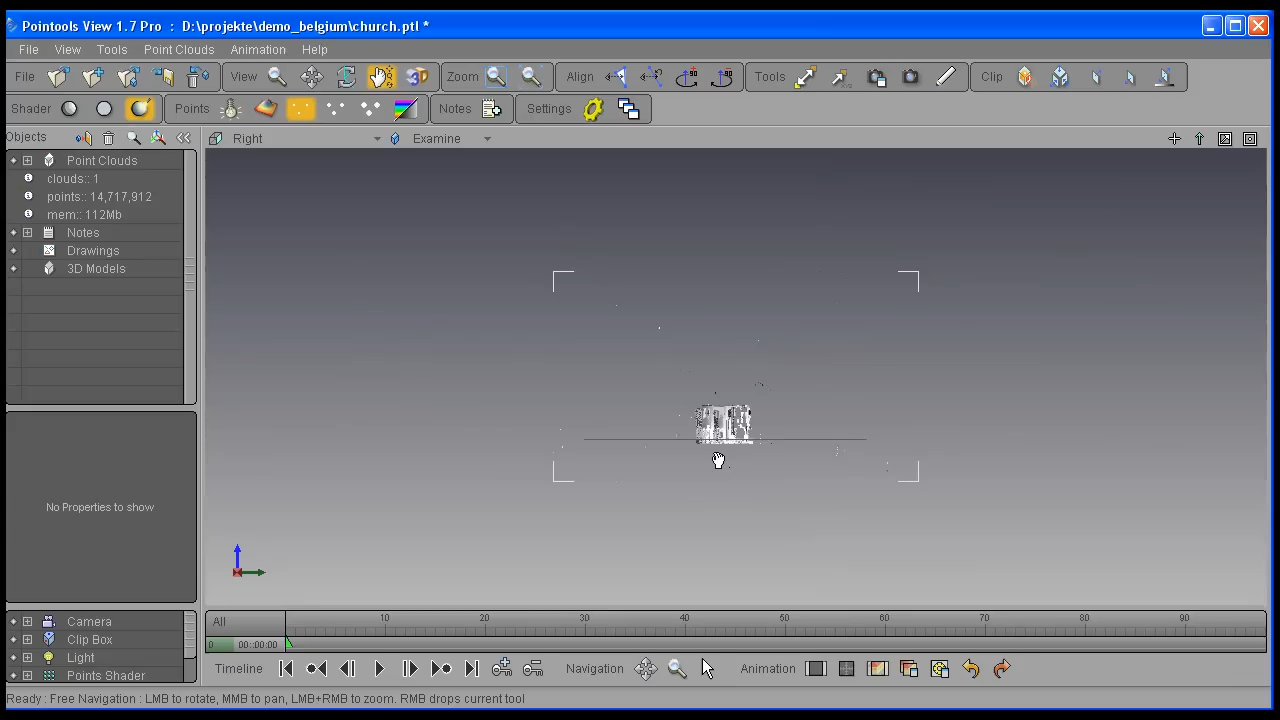 Pointools View 1.7 Pro : D:\projekte\demo_belgium\church.ptl *
File View Tools Point Clouds Animation Help
File View 3D Zoom Align 90 90 Tools Clip
Shader Points Notes Settings
Objects Right Examine
Point Clouds
clouds:: 1
points:: 14,717,912
mem:: 112Mb
Notes
Drawings
3D Models
No Properties to show
Camera
Clip Box
Light
Points Shader
All 10 20 30 40 50 60 70 80 90
0 00:00:00
Timeline Navigation Animation
Ready : Free Navigation : LMB to rotate, MMB to pan, LMB+RMB to zoom. RMB drops current tool